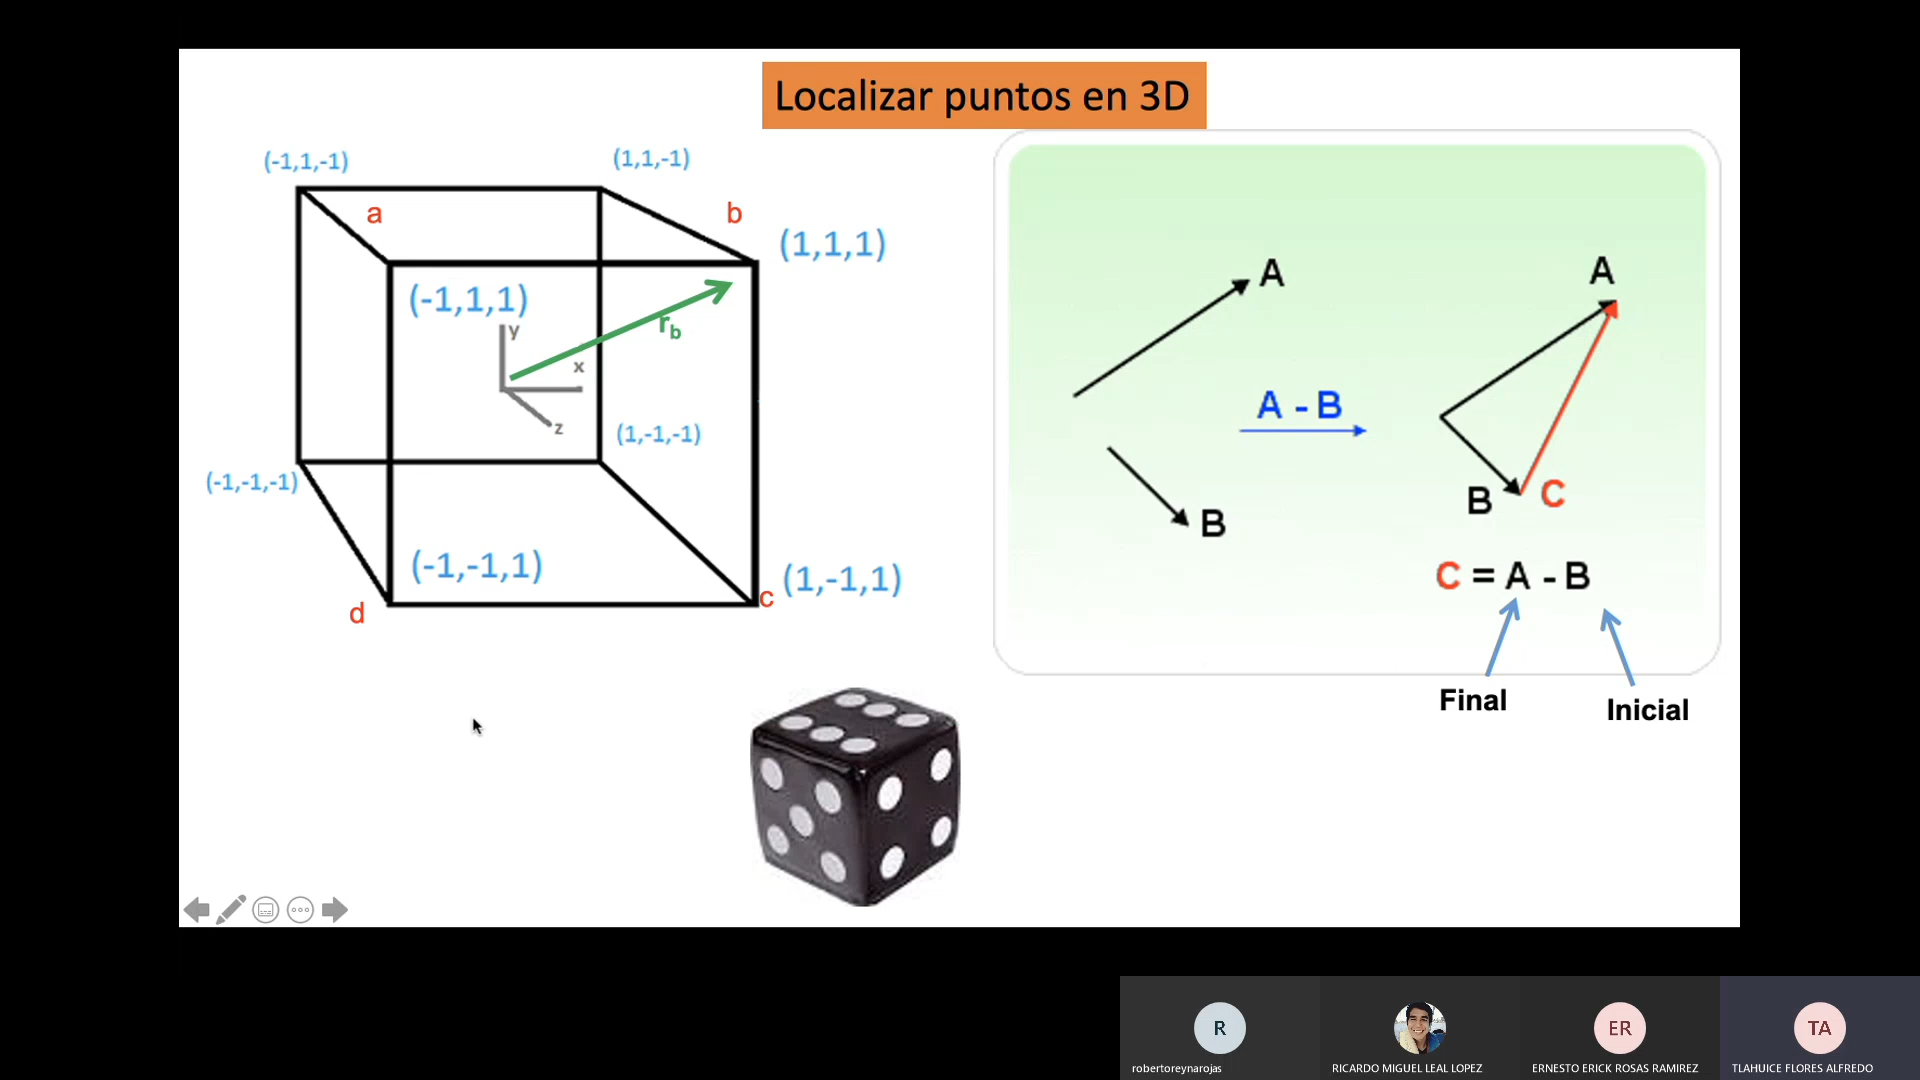 Localizar puntos en 3D
(-1,1,-1)
(1,1,-1)
a
b
(1,1,1)
(-1,1,1)
y
r_b
x
z
(1,-1,-1)
(-1,-1,-1)
(-1,-1,1)
(1,-1,1)
c
d
A
A
A - B
B
B
C
C = A - B
Final
Inicial
R
ER
TA
robertoreynarojas
RICARDO MIGUEL LEAL LOPEZ
ERNESTO ERICK ROSAS RAMIREZ
TLAHUICE FLORES ALFREDO